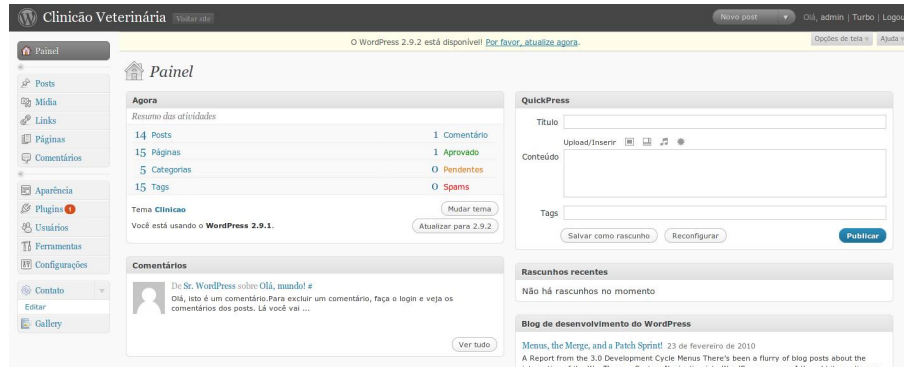 Clinicão Veterinária Visitar site
Novo post
Olá, admin | Turbo | Logou
O WordPress 2.9.2 está disponível! Por favor, atualize agora.
Opções de tela
Ajuda
Painel
Posts
Mídia
Links
Páginas
Comentários
Aparência
Plugins 1
Usuários
Ferramentas
Configurações
Contato
Editar
Gallery
Painel
Agora
Resumo das atividades
14 Posts 1 Comentário
15 Páginas 1 Aprovado
5 Categorias 0 Pendentes
15 Tags 0 Spams
Tema Clinicao Mudar tema
Você está usando o WordPress 2.9.1. Atualizar para 2.9.2
Comentários
De Sr. WordPress sobre Olá, mundo! #
Olá, isto é um comentário.Para excluir um comentário, faça o login e veja os
comentários dos posts. Lá você vai ...
Ver tudo
QuickPress
Título
Upload/Inserir
Conteúdo
Tags
Salvar como rascunho Reconfigurar Publicar
Rascunhos recentes
Não há rascunhos no momento
Blog de desenvolvimento do WordPress
Menus, the Merge, and a Patch Sprint! 23 de fevereiro de 2010
A Report from the 3.0 Development Cycle Menus There's been a flurry of blog posts about the